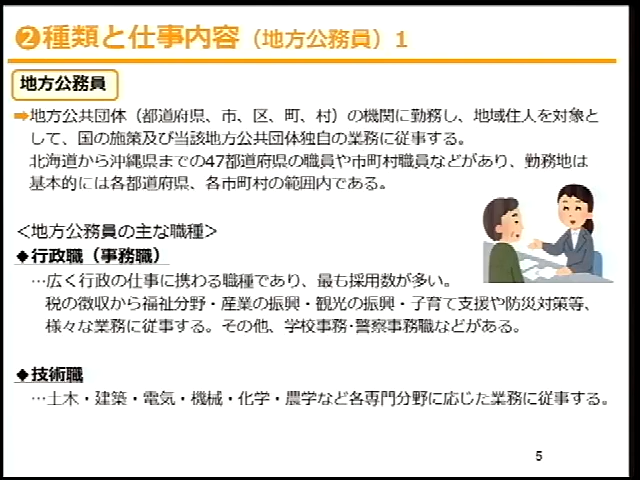 ❷種類と仕事内容（地方公務員）1
地方公務員
➡地方公共団体（都道府県、市、区、町、村）の機関に勤務し、地域住人を対象と
して、国の施策及び当該地方公共団体独自の業務に従事する。
北海道から沖縄県までの47都道府県の職員や市町村職員などがあり、勤務地は
基本的には各都道府県、各市町村の範囲内である。
＜地方公務員の主な職種＞
◆行政職（事務職）
…広く行政の仕事に携わる職種であり、最も採用数が多い。
税の徴収から福祉分野・産業の振興・観光の振興・子育て支援や防災対策等、
様々な業務に従事する。その他、学校事務・警察事務職などがある。
◆技術職
…土木・建築・電気・機械・化学・農学など各専門分野に応じた業務に従事する。
5